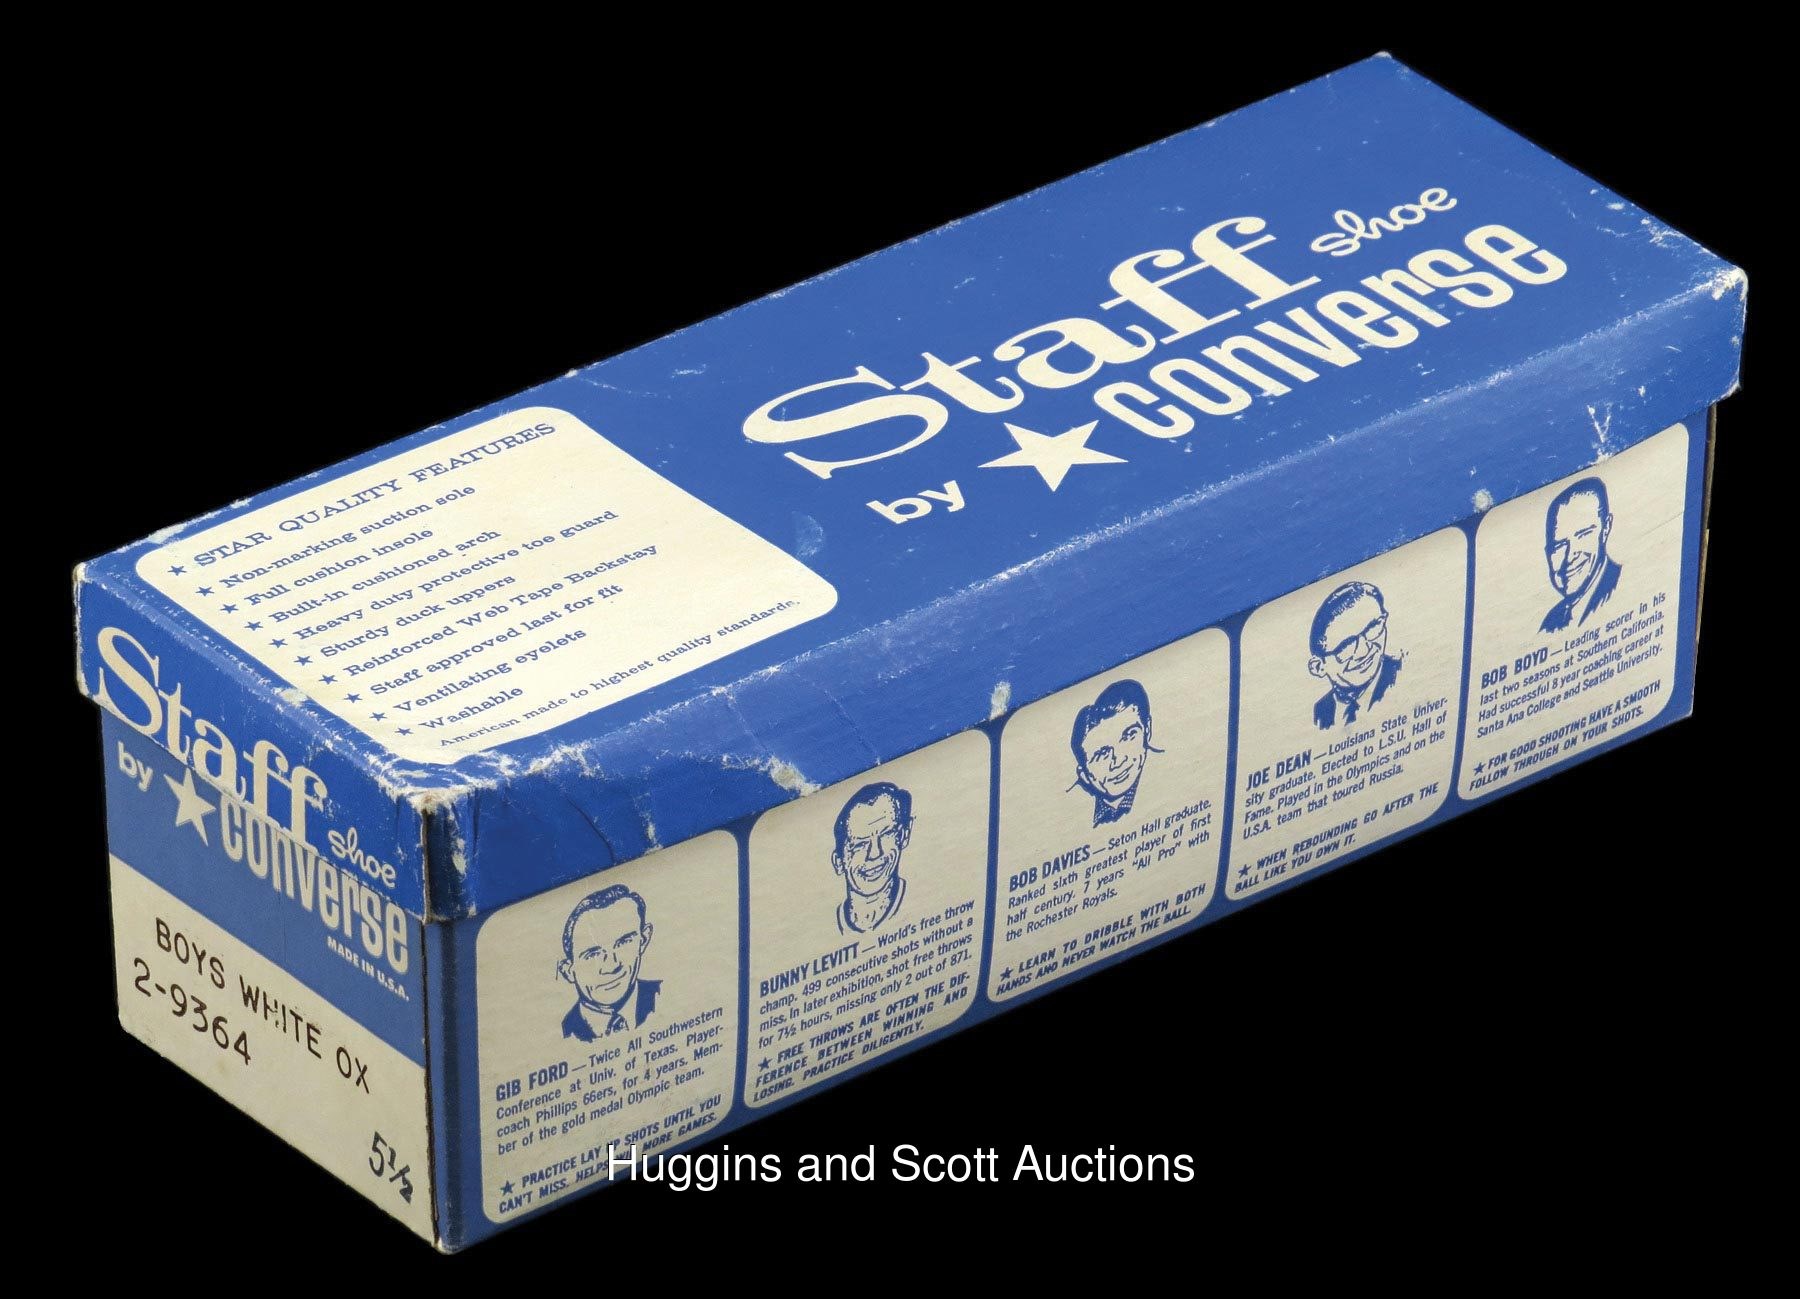 Staff shoe
by ★ converse
★ STAR QUALITY FEATURES
★ Non-marking suction sole
★ Full cushion insole
★ Built-in cushioned arch
★ Heavy duty protective toe guard
★ Sturdy duck uppers
★ Reinforced Web Tape Backstay
★ Staff approved last for fit
★ Ventilating eyelets
★ Washable
American made to highest quality standards.
Staff shoe
by ★ converse
MADE IN U.S.A.
BOYS WHITE OX
2-9364
5½
GIB FORD—Twice All Southwestern
Conference at Univ. of Texas. Player-
coach Phillips 66ers, for 4 years. Mem-
ber of the gold medal Olympic team.
★ PRACTICE LAY UP SHOTS UNTIL YOU
CAN'T MISS. HELPS MORE GAMES.
BUNNY LEVITT—World's free throw
champ. 499 consecutive shots without a
miss. In later exhibition, shot free throws
for 7½ hours, missing only 2 out of 871.
★ FREE THROWS ARE OFTEN THE DIF-
FERENCE BETWEEN WINNING AND
LOSING. PRACTICE DILIGENTLY.
BOB DAVIES—Seton Hall graduate.
Ranked sixth greatest player of first
half century. 7 years "All Pro" with
the Rochester Royals.
★ LEARN TO DRIBBLE WITH BOTH
HANDS AND NEVER WATCH THE BALL.
JOE DEAN—Louisiana State Univer-
sity graduate. Elected to L.S.U. Hall of
Fame. Played in the Olympics and on the
U.S.A. team that toured Russia.
★ WHEN REBOUNDING GO AFTER THE
BALL LIKE YOU OWN IT.
BOB BOYD—Leading scorer in his
last two seasons at Southern California.
Had successful 8 year coaching career at
Santa Ana College and Seattle University.
★ FOR GOOD SHOOTING HAVE A SMOOTH
FOLLOW THROUGH ON YOUR SHOTS.
Huggins and Scott Auctions